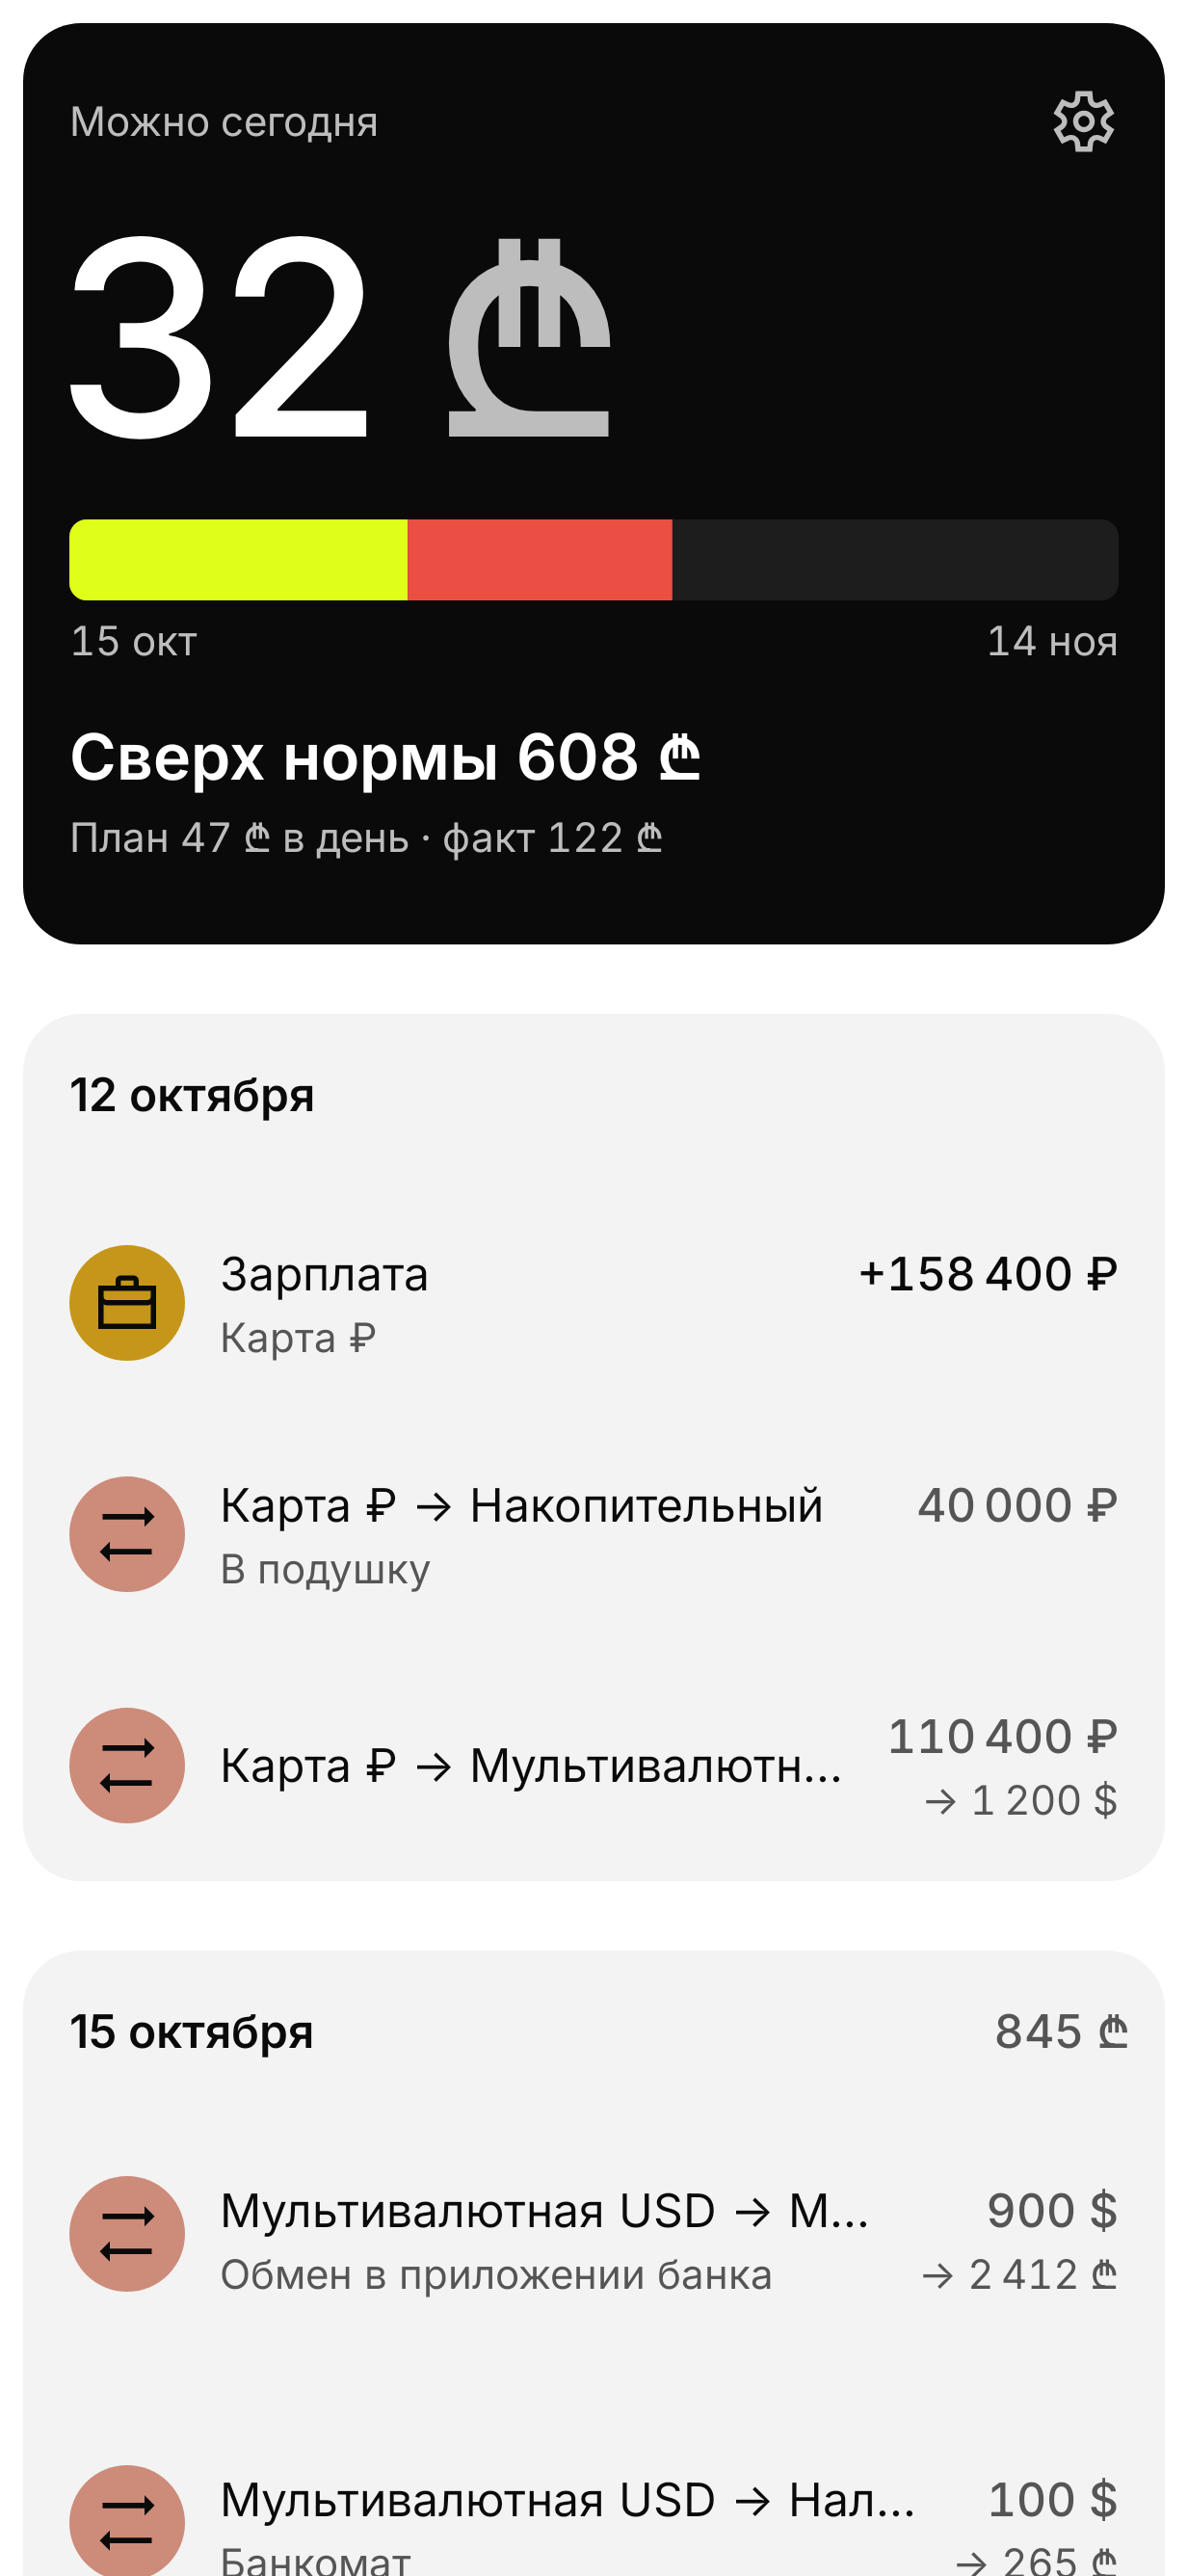 Можно сегодня
32 ₾
15 окт 14 ноя
Сверх нормы 608 ₾
План 47 ₾ в день · факт 122 ₾
12 октября
Зарплата +158 400 ₽
Карта ₽
Карта ₽ → Накопительный 40 000 ₽
В подушку
110 400 ₽
Карта ₽ → Мультивалютн...
→ 1 200 $
15 октября 845 ₾
Мультивалютная USD → М... 900 $
Обмен в приложении банка → 2 412 ₾
Мультивалютная USD → Нал... 100 $
Банкомат → 265 ₾